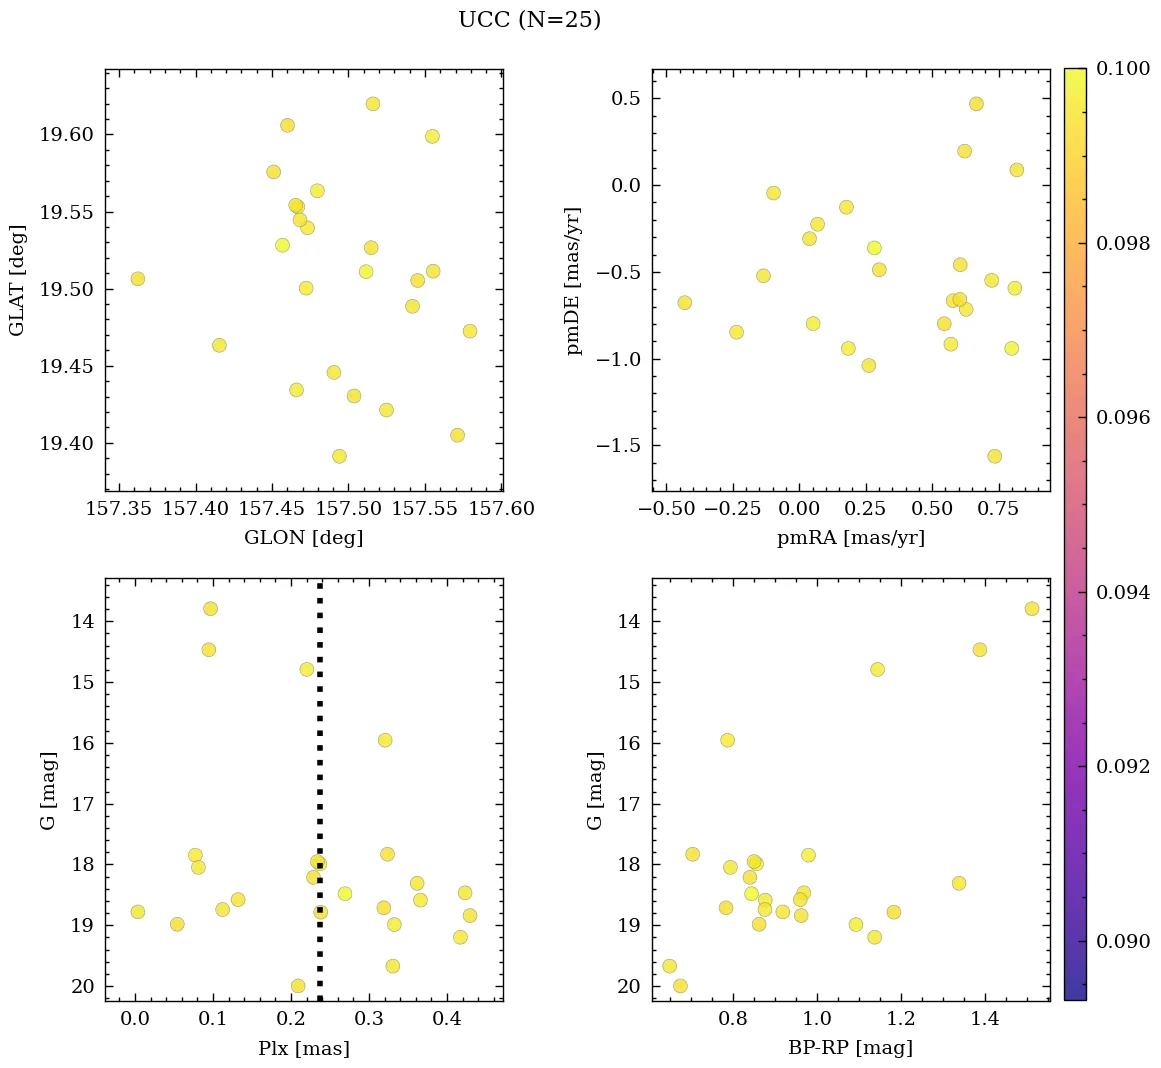 UCC (N=25)
19.60
19.55
19.50
19.45
19.40
GLAT [deg]
157.35 157.40 157.45 157.50 157.55 157.60
GLON [deg]
0.5
0.0
−0.5
−1.0
−1.5
pmDE [mas/yr]
−0.50 −0.25 0.00 0.25 0.50 0.75
pmRA [mas/yr]
14
15
16
17
18
19
20
G [mag]
0.0 0.1 0.2 0.3 0.4
Plx [mas]
14
15
16
17
18
19
20
G [mag]
0.8 1.0 1.2 1.4
BP-RP [mag]
0.100
0.098
0.096
0.094
0.092
0.090